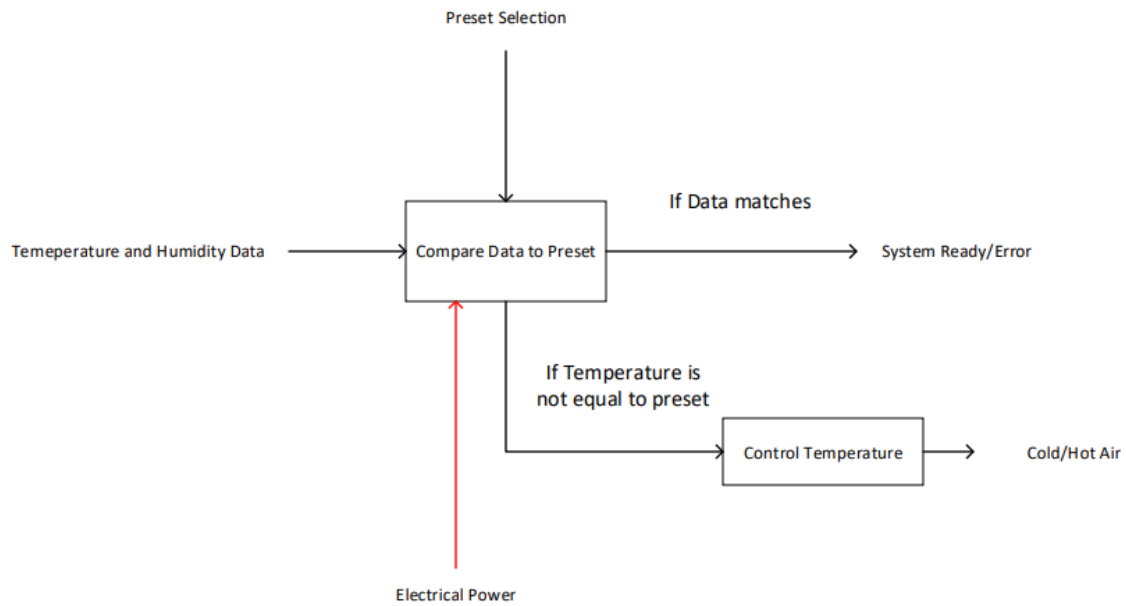 Preset Selection
If Data matches
Temeperature and Humidity Data
Compare Data to Preset
System Ready/Error
If Temperature is
not equal to preset
Control Temperature
Cold/Hot Air
Electrical Power